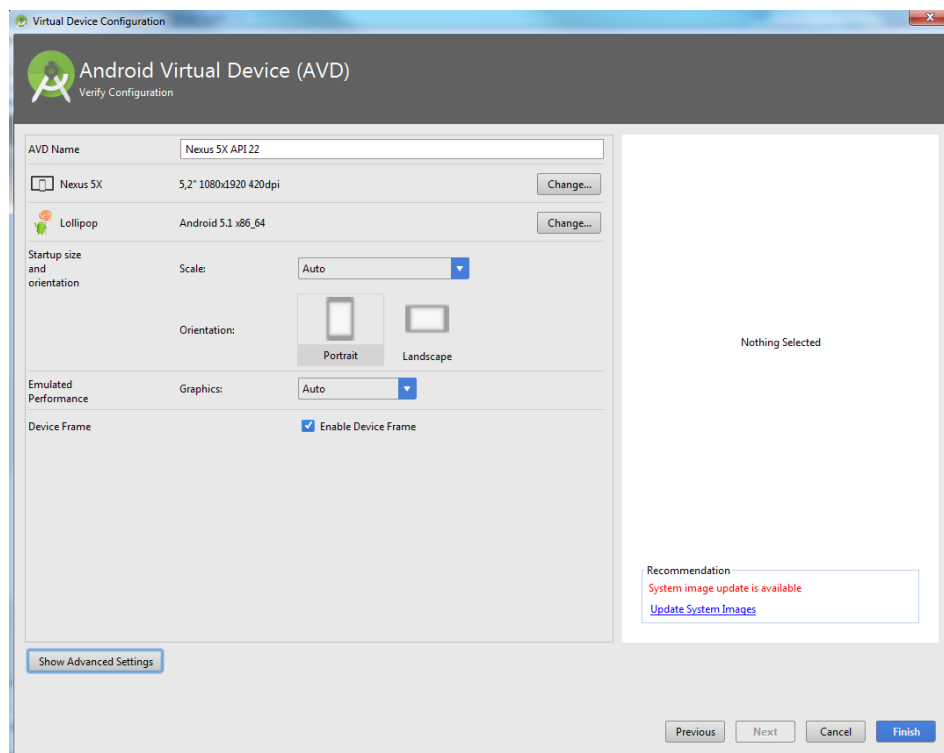 Virtual Device Configuration
Android Virtual Device (AVD)
Verify Configuration
AVD Name
Nexus 5X API 22
Nexus 5X
5,2" 1080x1920 420dpi
Change...
Lollipop
Android 5.1 x86_64
Change...
Startup size
and
orientation
Scale:
Auto
Orientation:
Portrait
Landscape
Emulated
Performance
Graphics:
Auto
Device Frame
Enable Device Frame
Nothing Selected
Recommendation
System image update is available
Update System Images
Show Advanced Settings
Previous
Next
Cancel
Finish